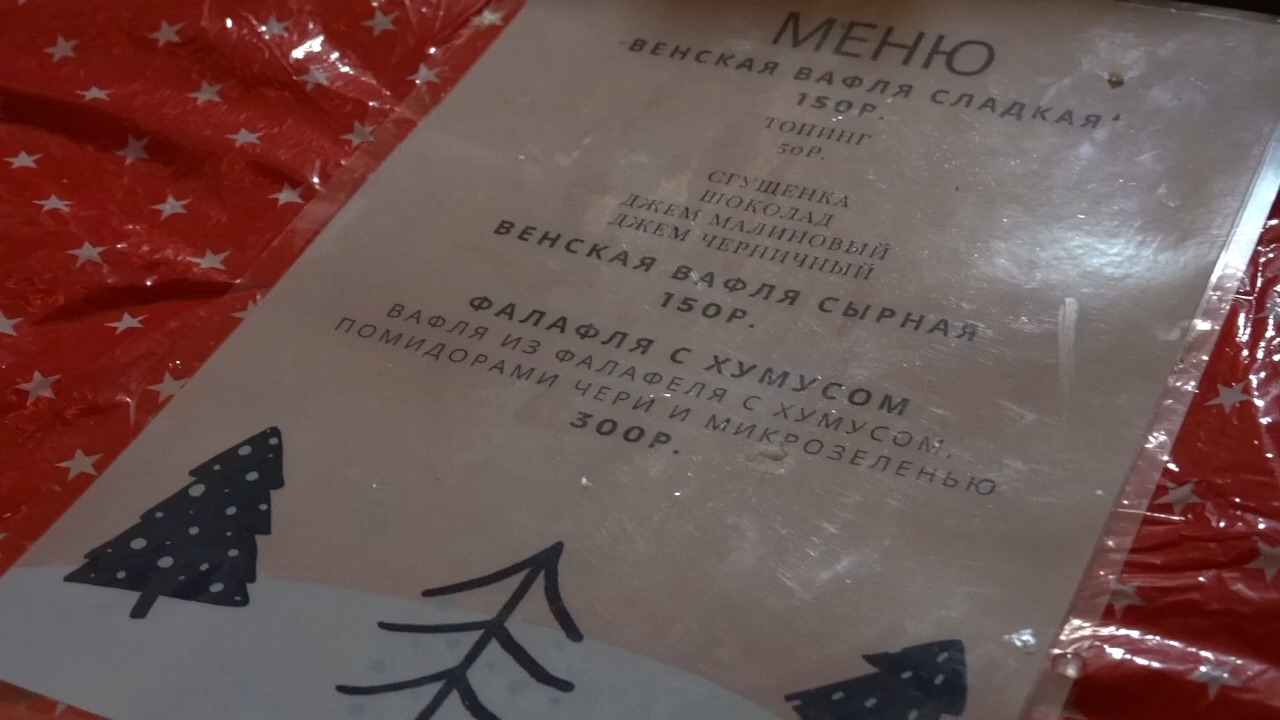 МЕНЮ
ВЕНСКАЯ ВАФЛЯ СЛАДКАЯ
150Р.
ТОПИНГ
50Р.
СГУЩЕНКА
ШОКОЛАД
ДЖЕМ МАЛИНОВЫЙ
ДЖЕМ ЧЕРНИЧНЫЙ
ВЕНСКАЯ ВАФЛЯ СЫРНАЯ
150Р.
ФАЛАФЛЯ С ХУМУСОМ
ВАФЛЯ ИЗ ФАЛАФЕЛЯ С ХУМУСОМ,
ПОМИДОРАМИ ЧЕРИ И МИКРОЗЕЛЕНЬЮ
300Р.